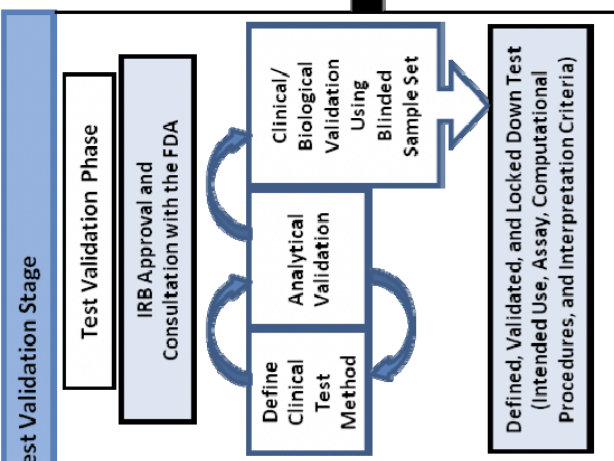 Test Validation Stage
Test Validation Phase
IRB Approval and
Consultation with the FDA
Define
Clinical
Test
Method
Analytical
Validation
Clinical/
Biological
Validation
Using
Blinded
Sample Set
Defined, Validated, and Locked Down Test
(Intended Use, Assay, Computational
Procedures, and Interpretation Criteria)